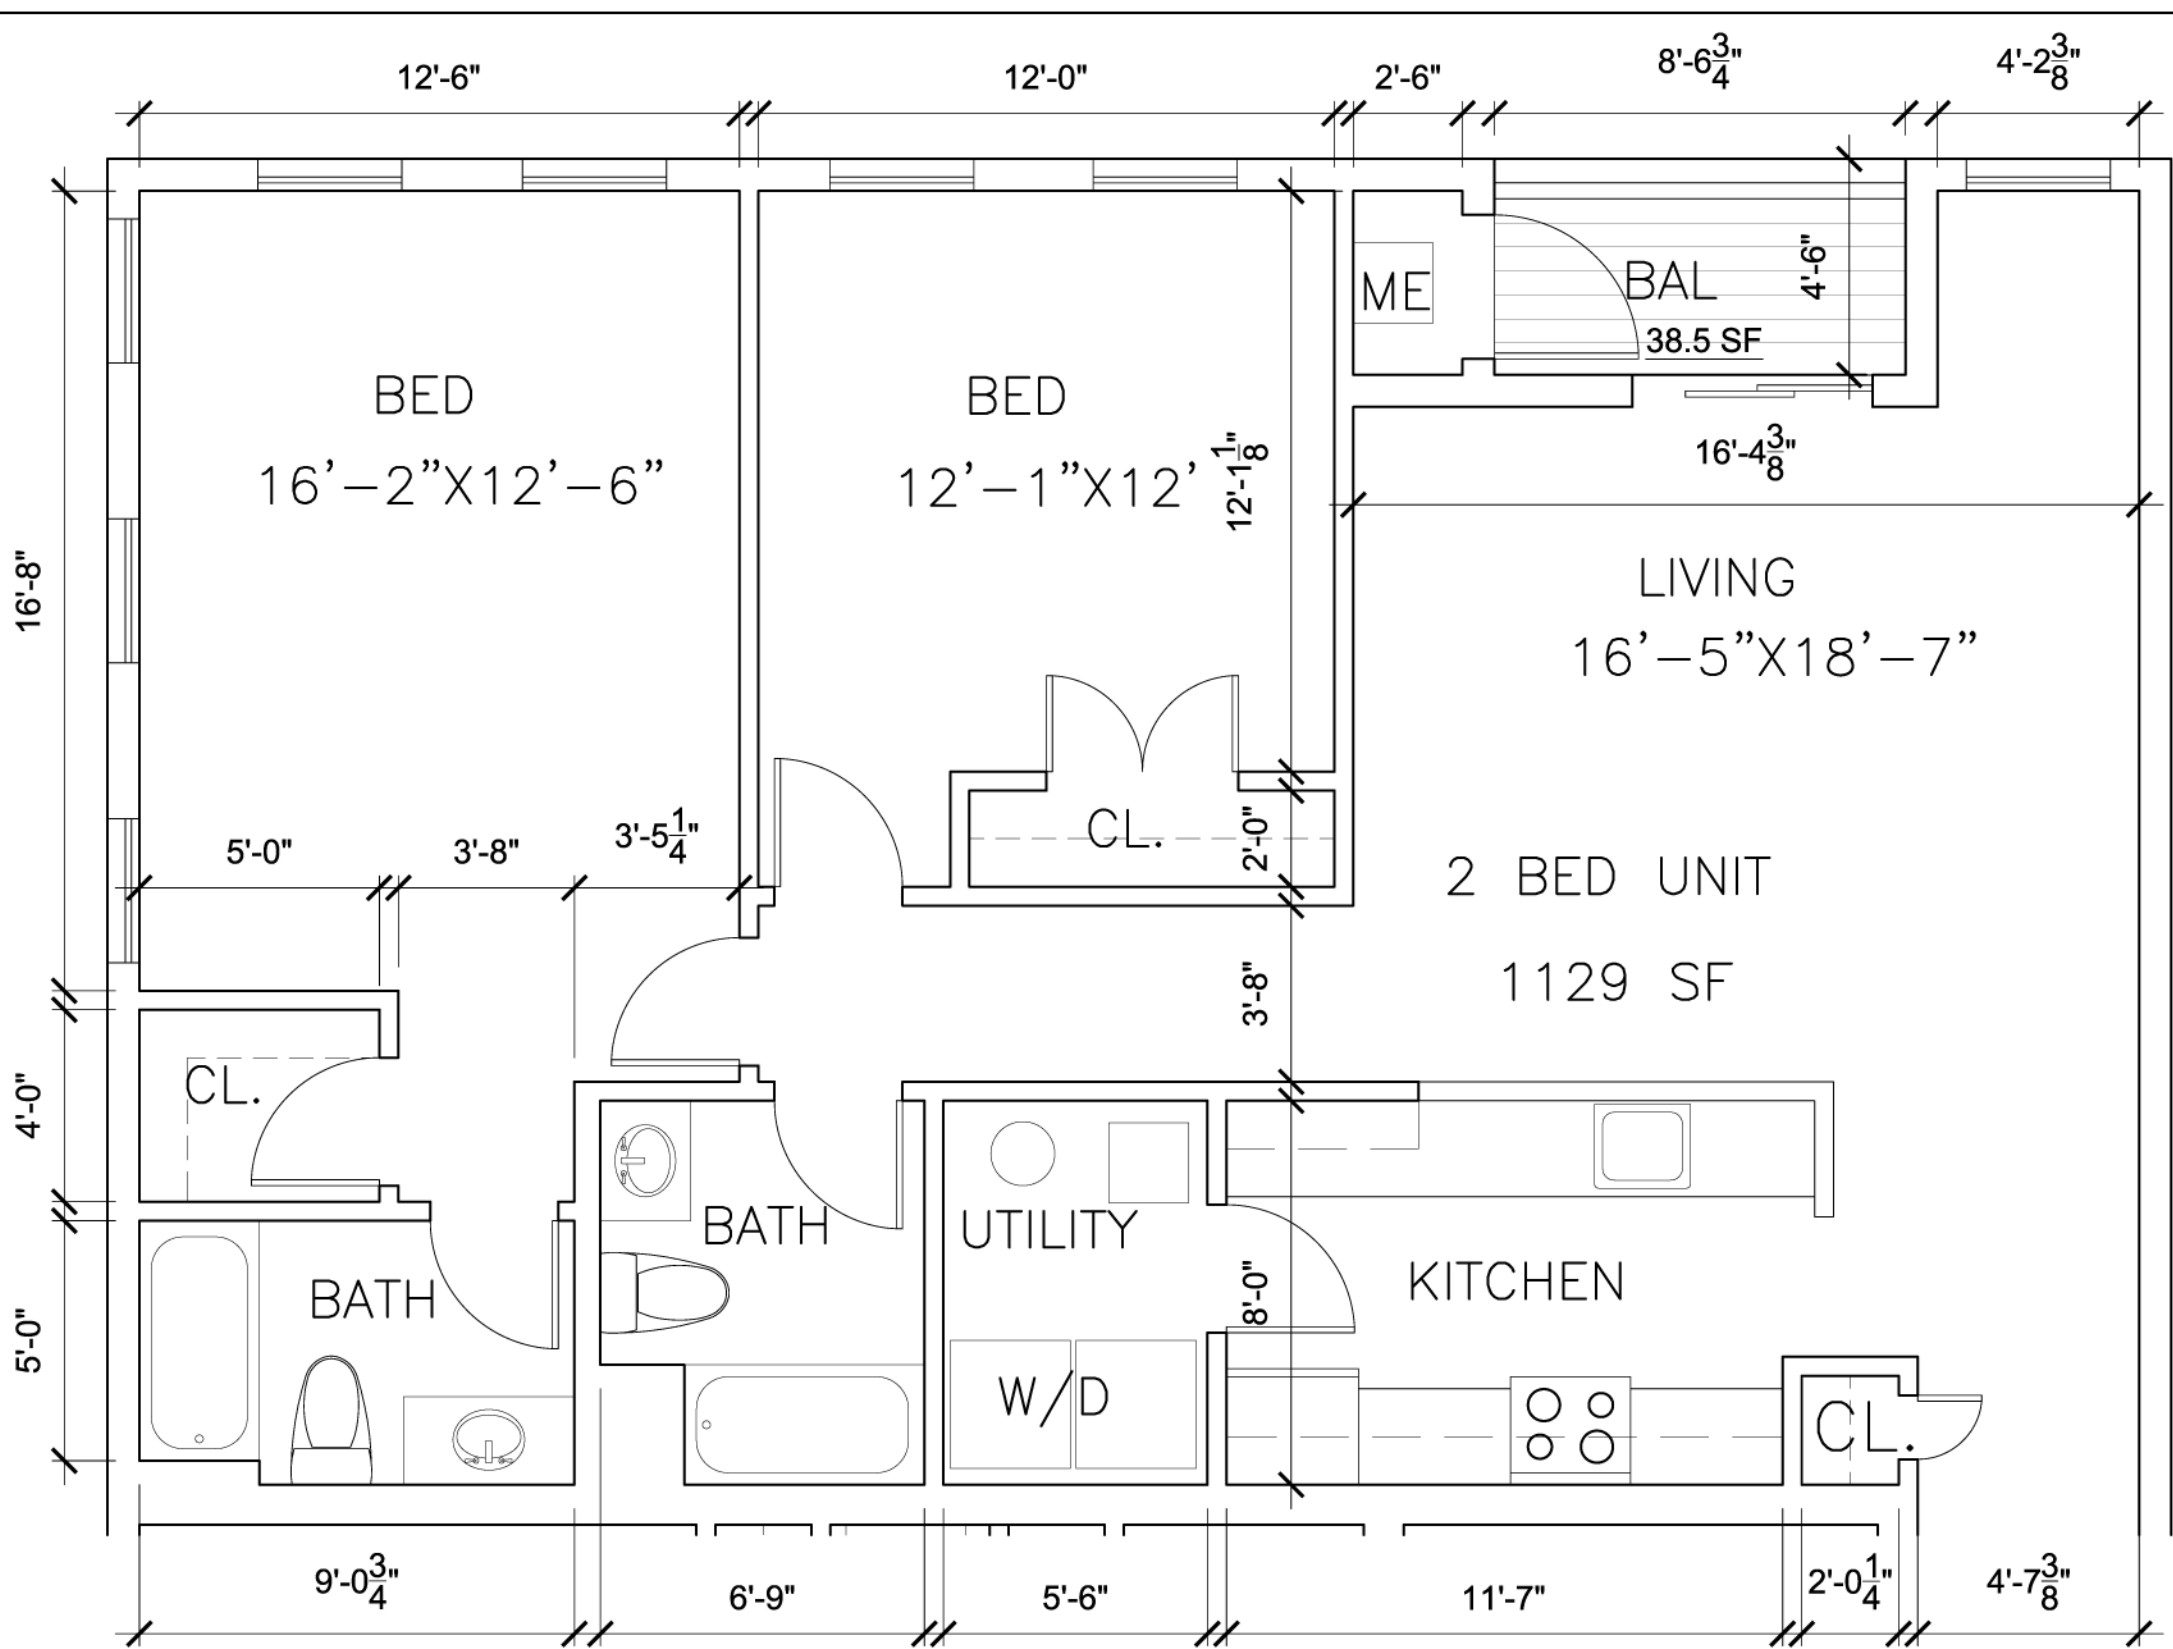 12'-6"
12'-0"
2'-6"
8'-6 3/4"
4'-2 3/8"
16'-8"
4'-0"
5'-0"
BED
16'-2"X12'-6"
BED
12'-1"X12'
12'-1 1/8"
ME
BAL
38.5 SF
4'-6"
16'-4 3/8"
LIVING
16'-5"X18'-7"
5'-0"
3'-8"
3'-5 1/4"
CL.
2'-0"
2 BED UNIT
1129 SF
3'-8"
CL.
BATH
BATH
UTILITY
W/D
8'-0"
KITCHEN
CL.
9'-0 3/4"
6'-9"
5'-6"
11'-7"
2'-0 1/4"
4'-7 3/8"